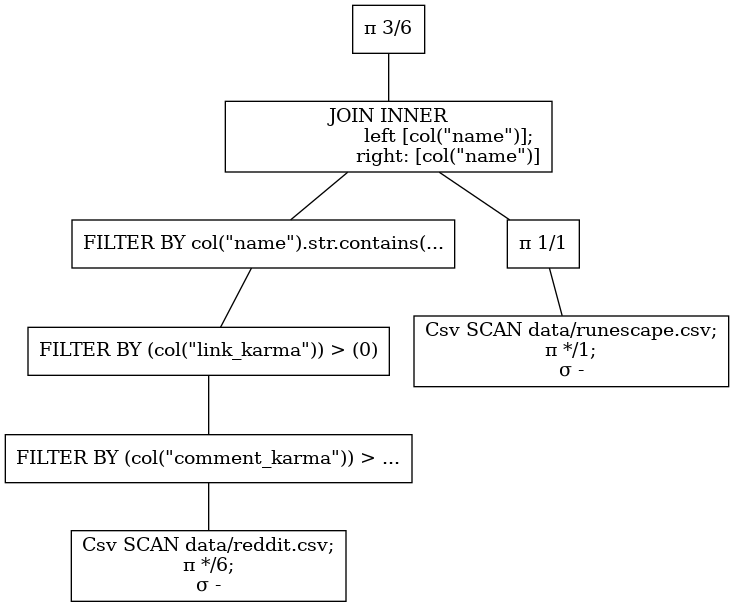 π 3/6
JOIN INNER
left [col("name")];
right: [col("name")]
FILTER BY col("name").str.contains(...
π 1/1
FILTER BY (col("link_karma")) > (0)
Csv SCAN data/runescape.csv;
π */1;
σ -
FILTER BY (col("comment_karma")) > ...
Csv SCAN data/reddit.csv;
π */6;
σ -